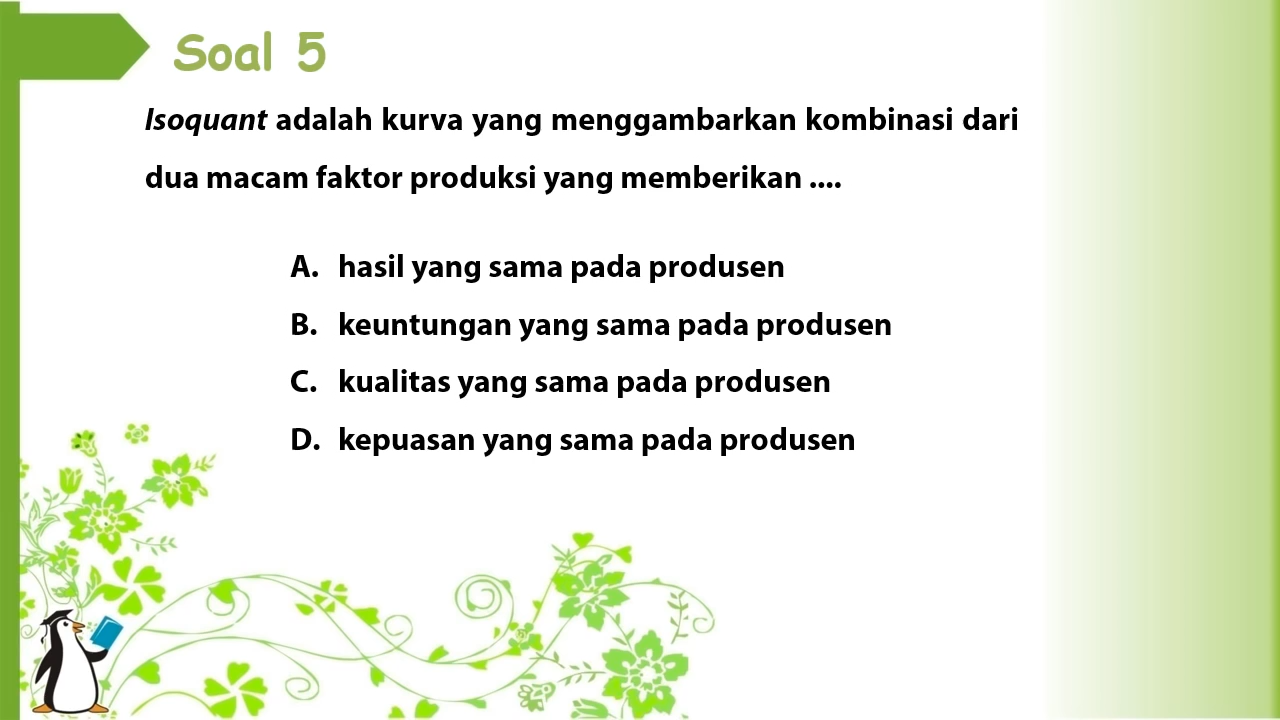 Soal 5
Isoquant adalah kurva yang menggambarkan kombinasi dari
dua macam faktor produksi yang memberikan ....
A. hasil yang sama pada produsen
B. keuntungan yang sama pada produsen
C. kualitas yang sama pada produsen
D. kepuasan yang sama pada produsen